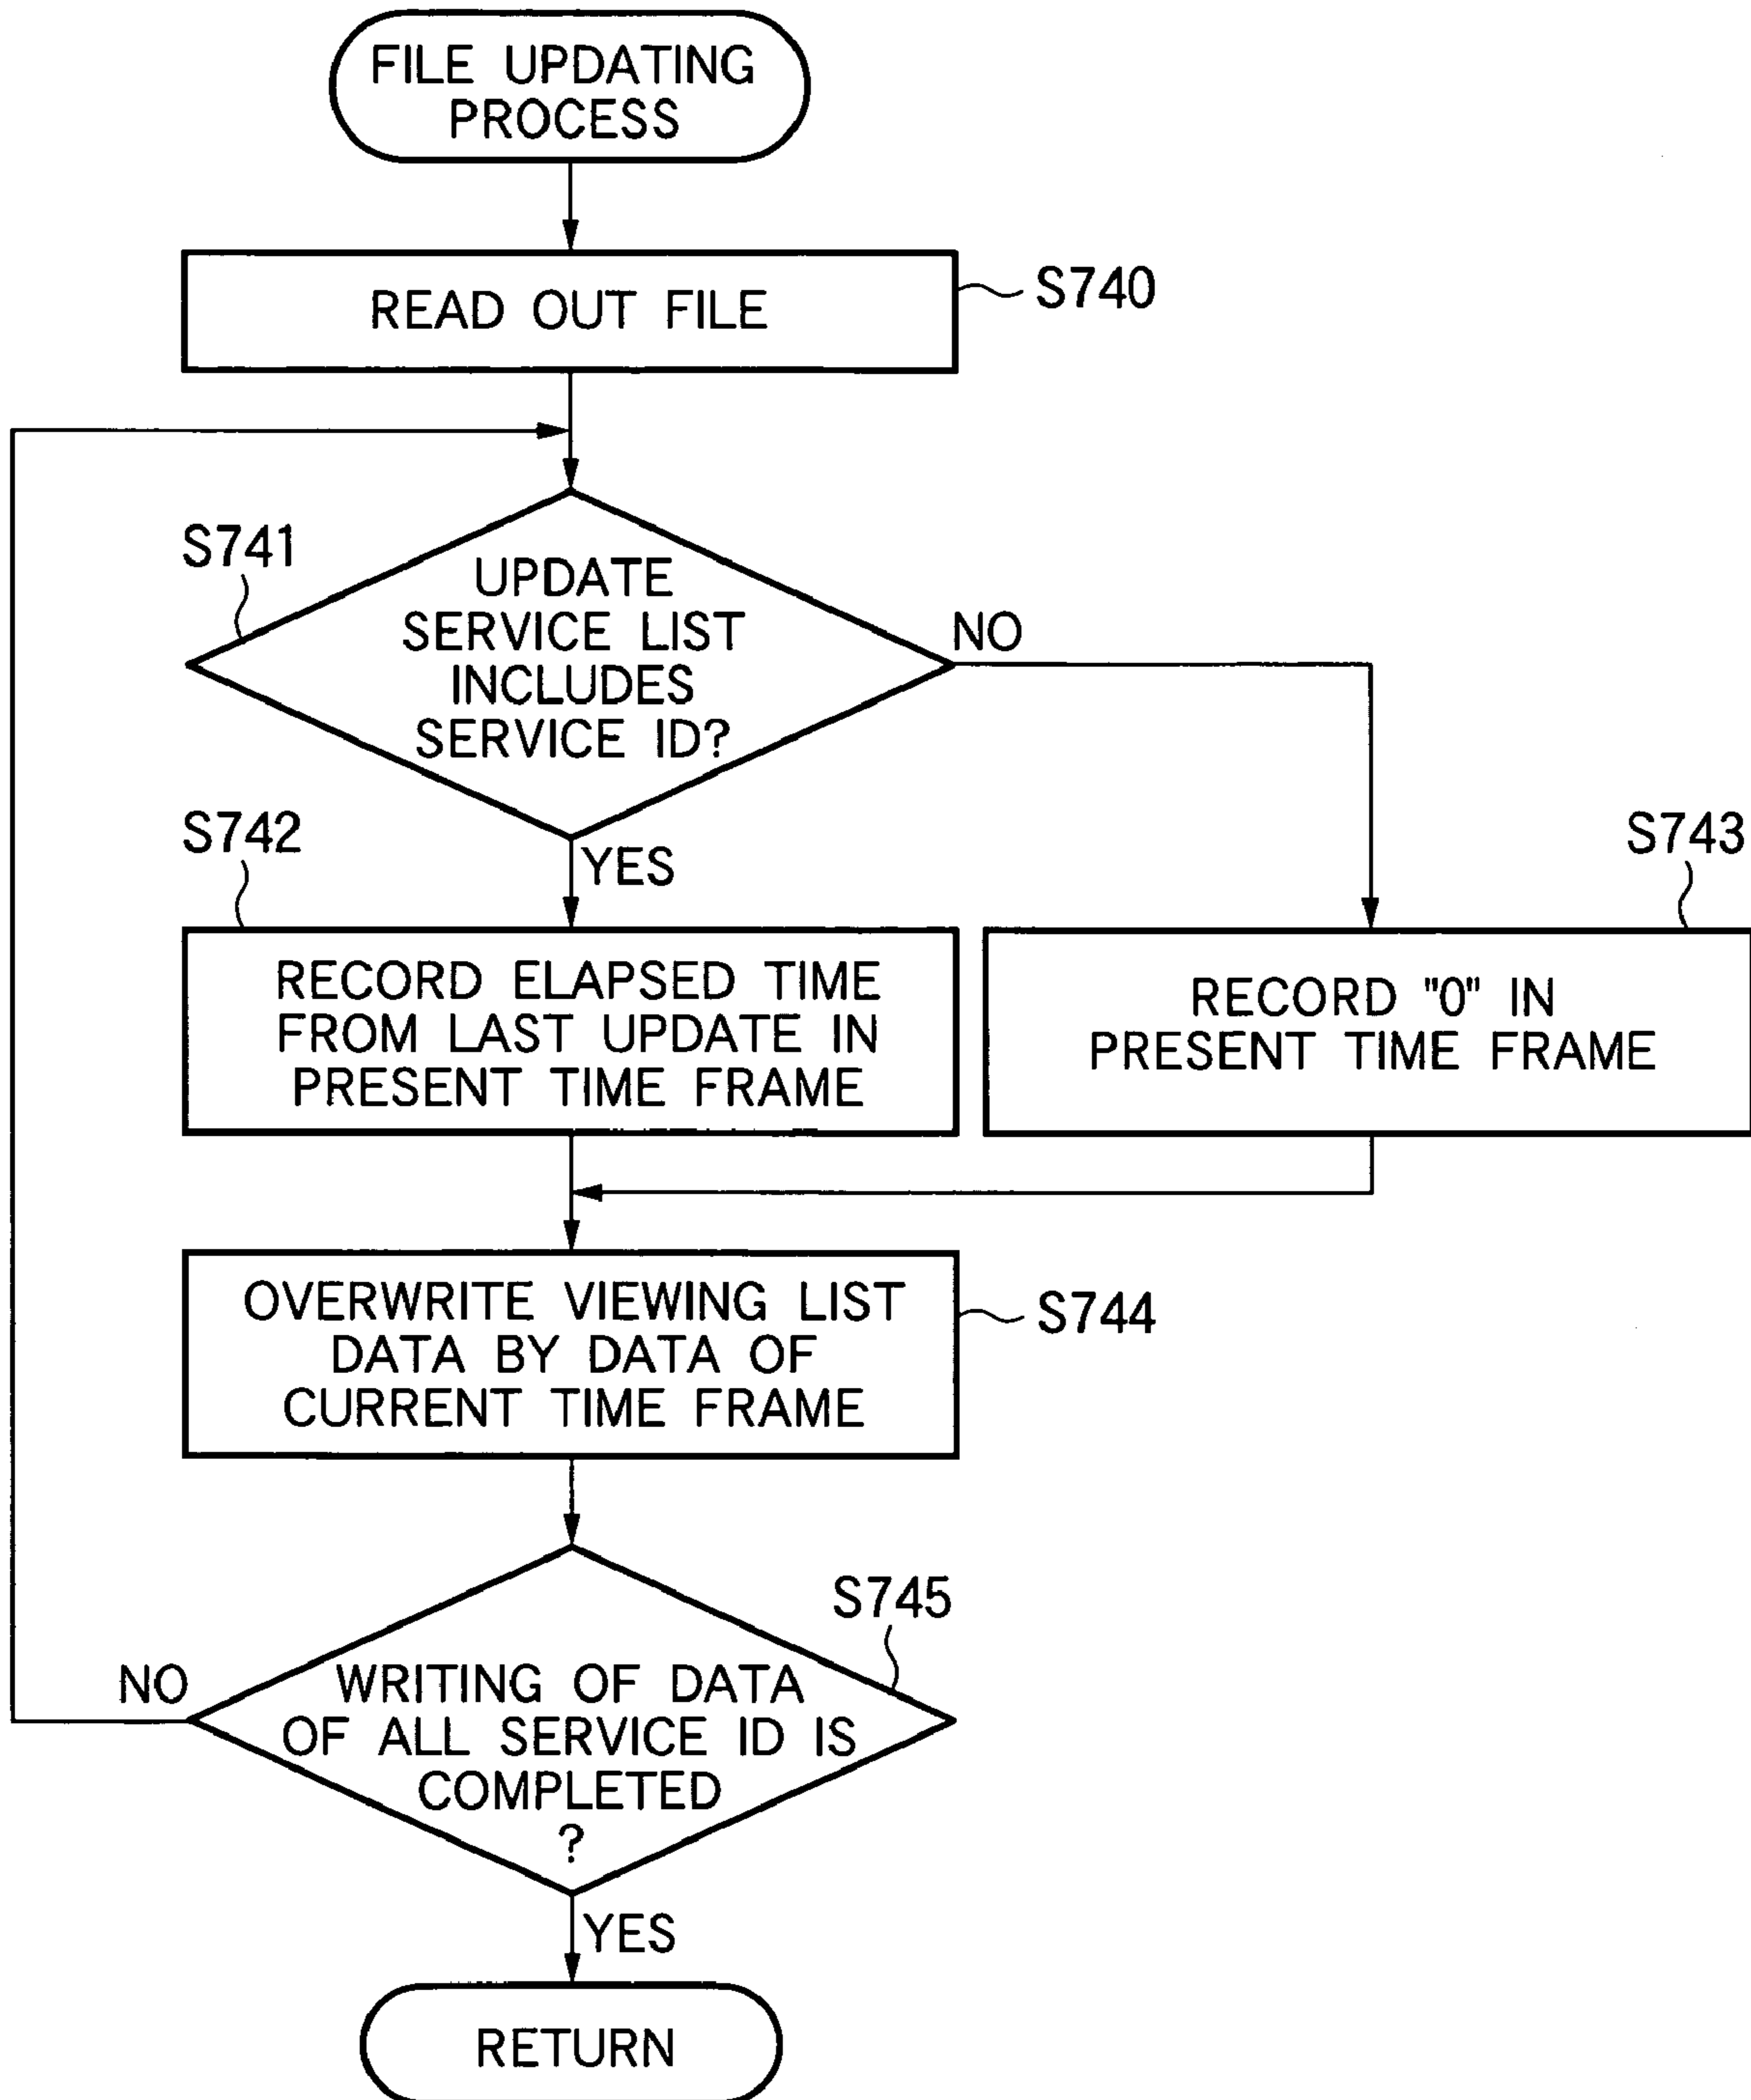 FILE UPDATING
PROCESS
READ OUT FILE
S740
S741
UPDATE
SERVICE LIST
INCLUDES
SERVICE ID?
NO
YES
S742
RECORD ELAPSED TIME
FROM LAST UPDATE IN
PRESENT TIME FRAME
S743
RECORD "0" IN
PRESENT TIME FRAME
OVERWRITE VIEWING LIST
DATA BY DATA OF
CURRENT TIME FRAME
S744
S745
WRITING OF DATA
OF ALL SERVICE ID IS
COMPLETED
?
NO
YES
RETURN